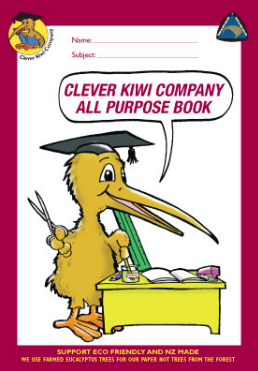 Clever Kiwi Company
Name:
Subject:
CLEVER KIWI COMPANY
ALL PURPOSE BOOK
SUPPORT ECO FRIENDLY AND NZ MADE
WE USE FARMED EUCALYPTUS TREES FOR OUR PAPER NOT TREES FROM THE FOREST